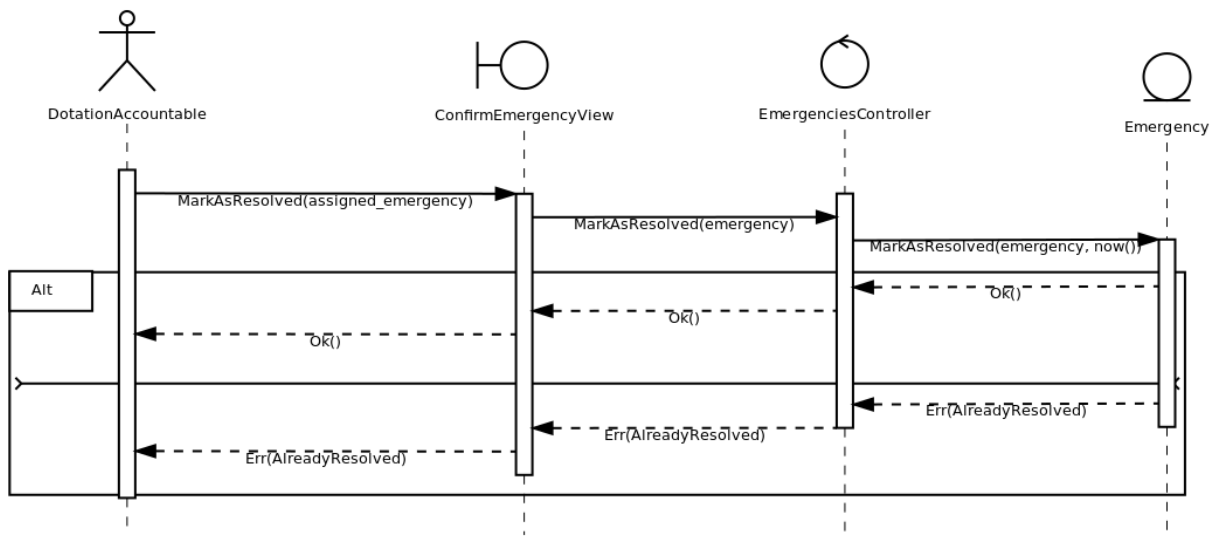 DotationAccountable
ConfirmEmergencyView
EmergenciesController
Emergency
MarkAsResolved(assigned_emergency)
MarkAsResolved(emergency)
MarkAsResolved(emergency, now())
Alt
Ok()
Ok()
Ok()
Err(AlreadyResolved)
Err(AlreadyResolved)
Err(AlreadyResolved)